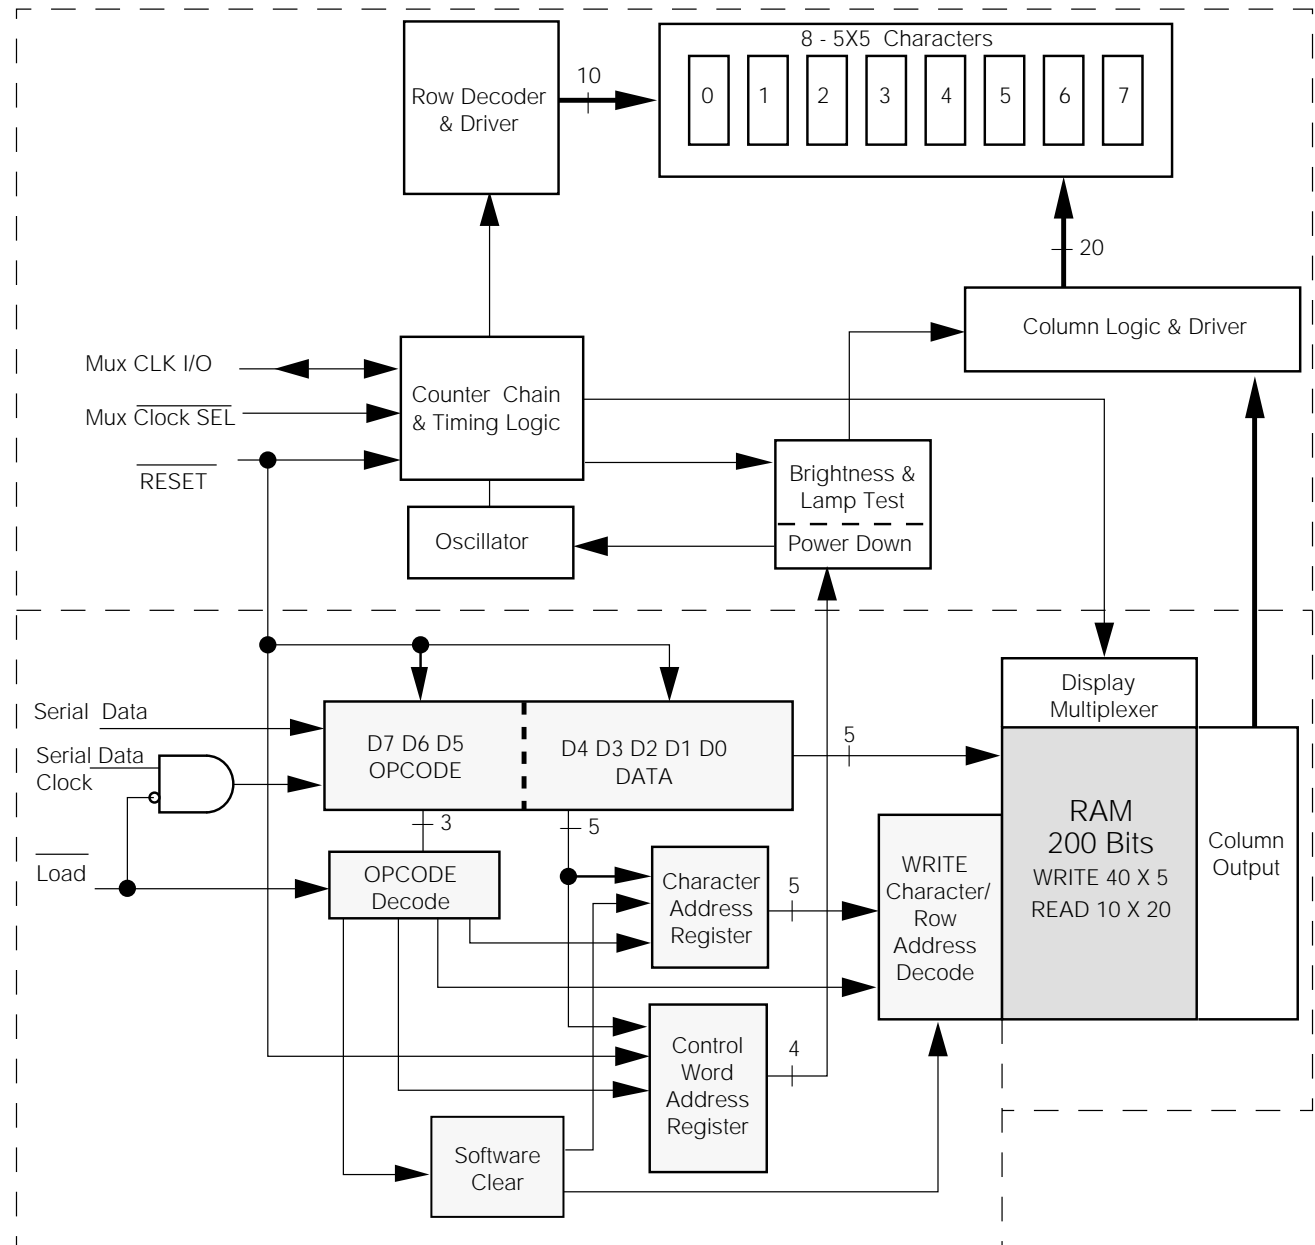 8 - 5X5 Characters
10
Row Decoder
& Driver
0 1 2 3 4 5 6 7
20
Column Logic & Driver
Mux CLK I/O
Counter Chain
& Timing Logic
Mux Clock SEL
RESET
Brightness &
Lamp Test
Power Down
Oscillator
Display
Multiplexer
Serial Data
D7 D6 D5
OPCODE
D4 D3 D2 D1 D0
DATA
5
Serial Data
Clock
3
5
RAM
200 Bits
WRITE 40 X 5
READ 10 X 20
Column
Output
Load
OPCODE
Decode
Character
Address
Register
5
WRITE
Character/
Row
Address
Decode
Control
Word
Address
Register
4
Software
Clear